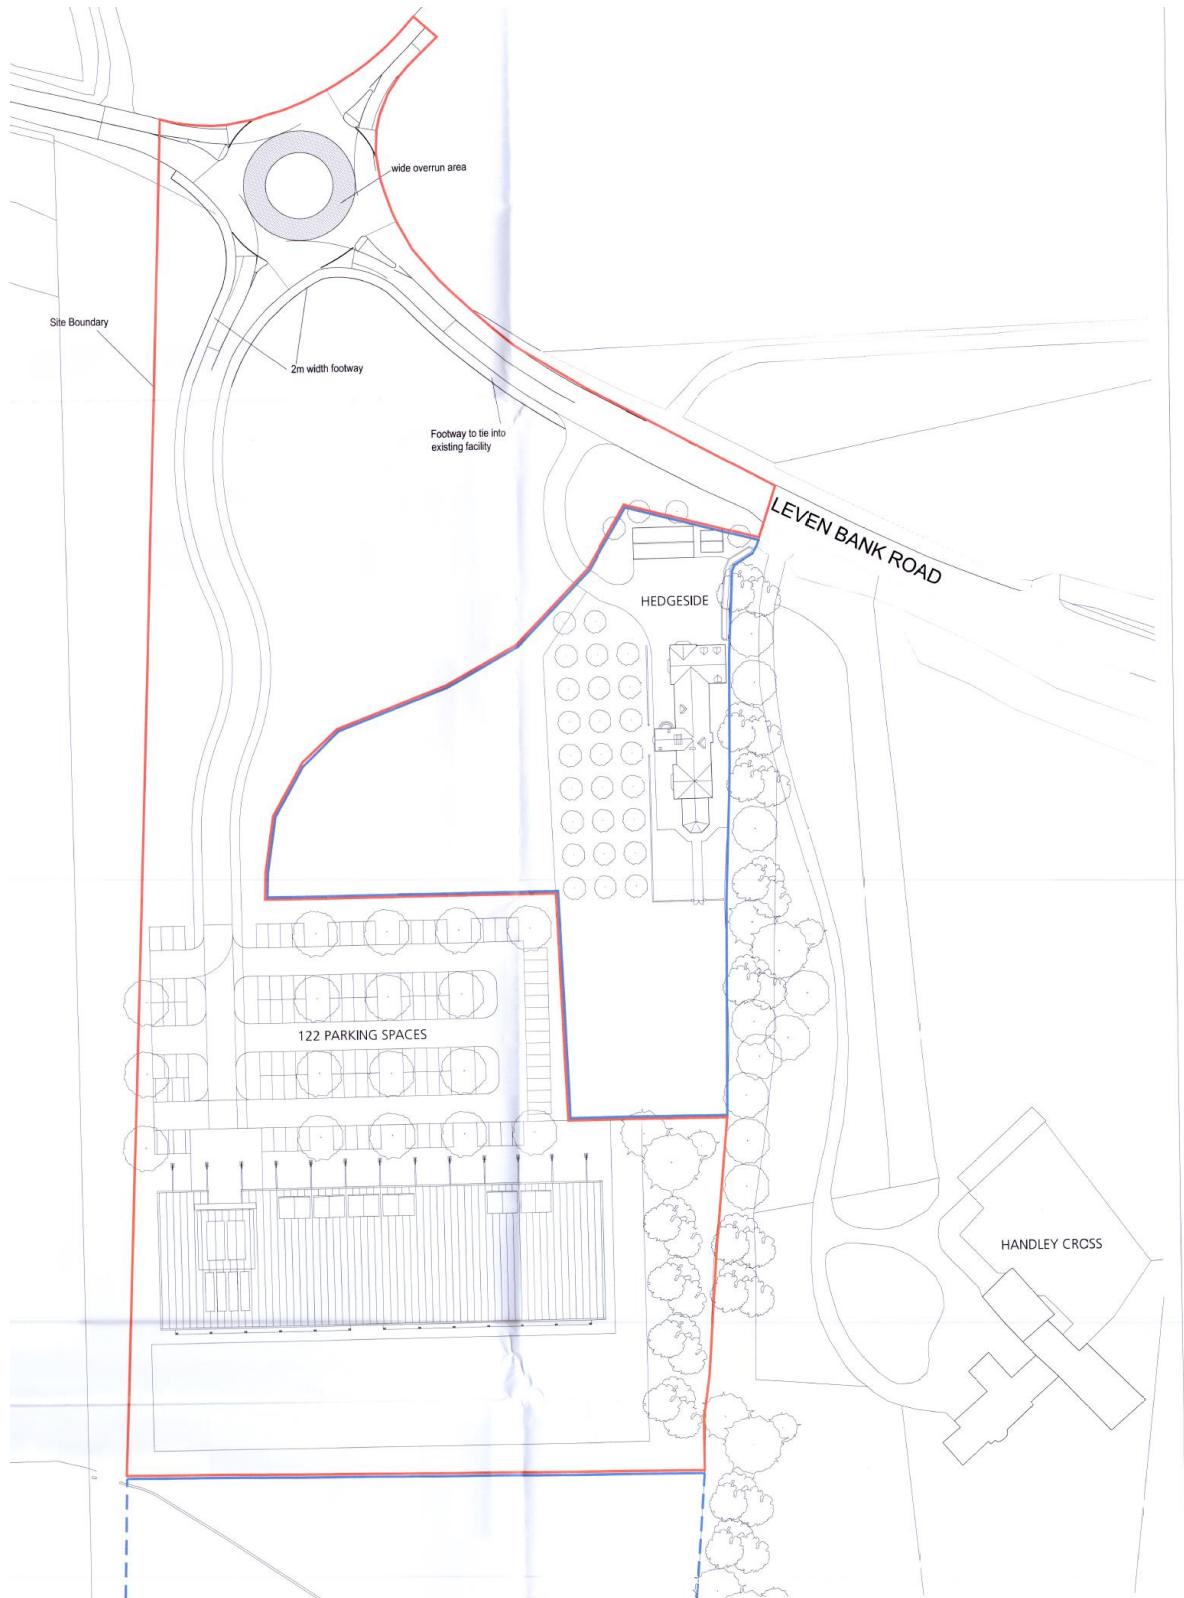 wide overrun area
Site Boundary
2m width footway
Footway to tie into
existing facility
LEVEN BANK ROAD
HEDGESIDE
122 PARKING SPACES
HANDLEY CROSS